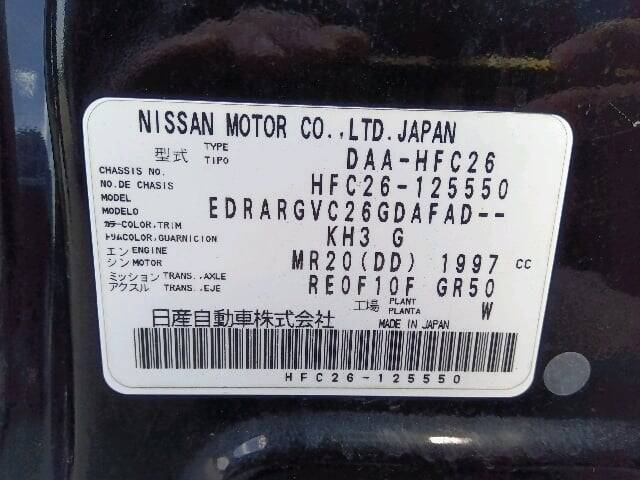 NISSAN MOTOR CO.,LTD.JAPAN
型式 TYPE TIPO DAA-HFC26
CHASSIS NO. NO.DE CHASIS HFC26-125550
MODEL MODELO EDRARGVC26GDAFAD--
カラー COLOR,TRIM トリム COLOR,GUARNICION KH3 G
エンジン ENGINE MOTOR MR20(DD) 1997 CC
ミッション アクスル TRANS.,AXLE TRANS.,EJE RE0F10F GR50
工場 PLANT PLANTA W
日産自動車株式会社 MADE IN JAPAN
HFC26-125550